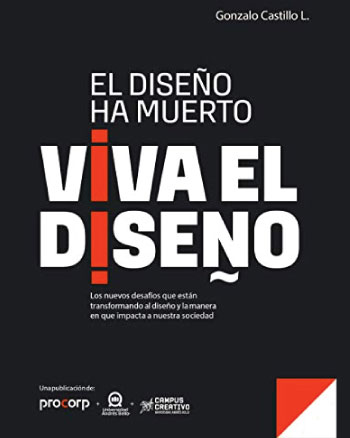 Gonzalo Castillo L.
EL DISEÑO
HA MUERTO
VIVA EL
DISEÑO
Los nuevos desafíos que están
transformando al diseño y la manera
en que impacta a nuestra sociedad
Una publicación de:
procorp + Universidad Andrés Bello + CAMPUS CREATIVO